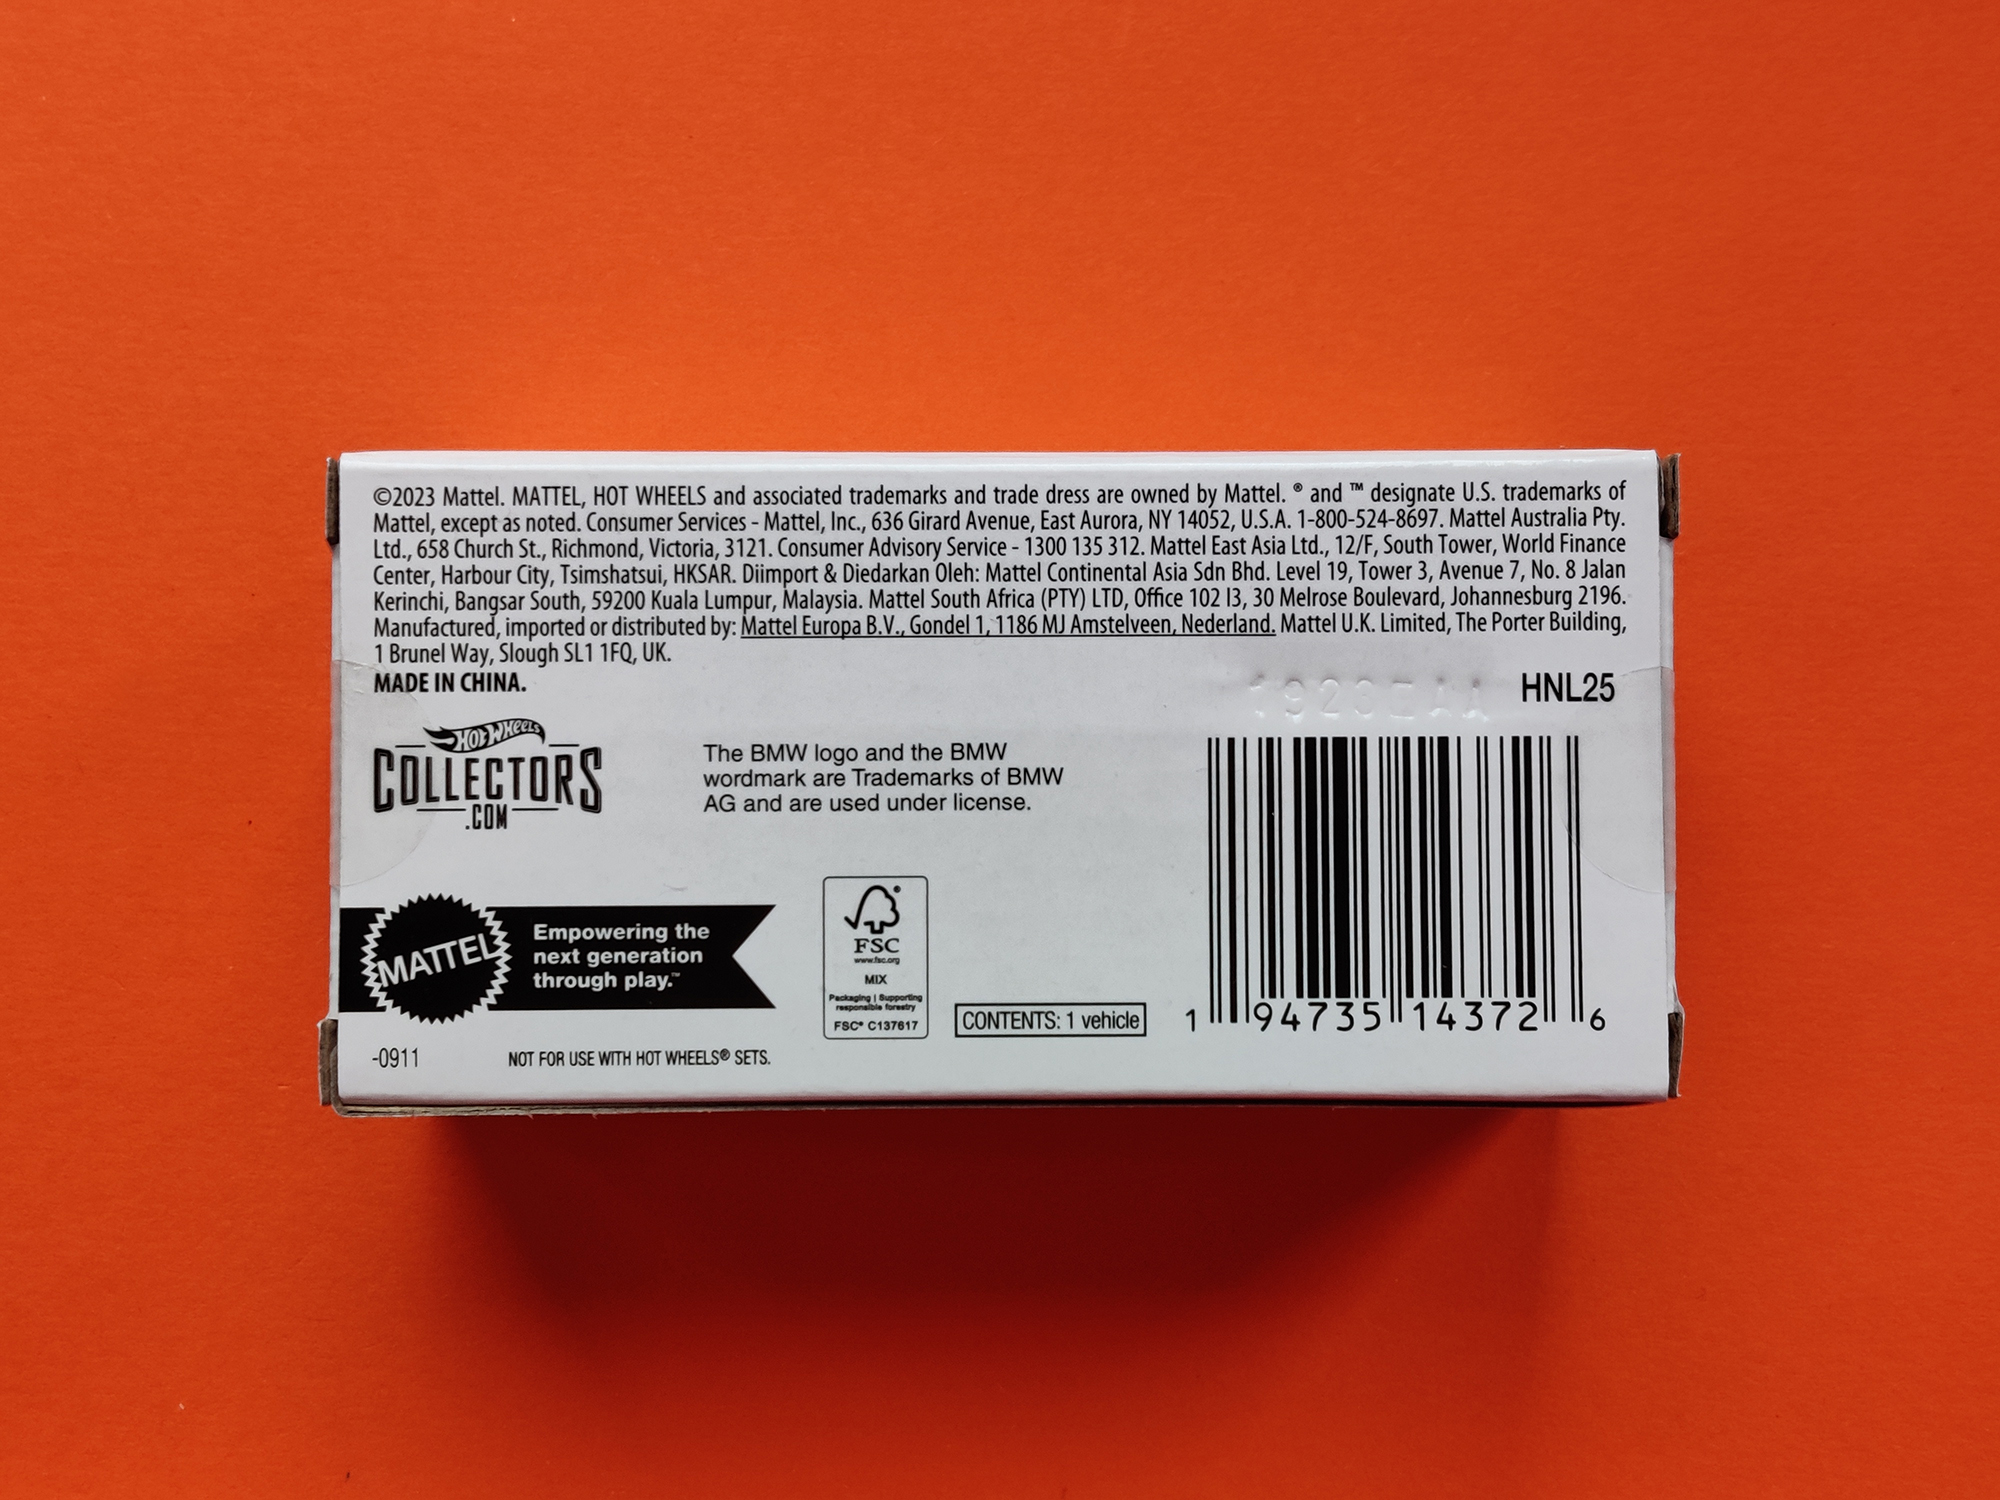 ©2023 Mattel. MATTEL, HOT WHEELS and associated trademarks and trade dress are owned by Mattel. ® and ™ designate U.S. trademarks of
Mattel, except as noted. Consumer Services - Mattel, Inc., 636 Girard Avenue, East Aurora, NY 14052, U.S.A. 1-800-524-8697. Mattel Australia Pty.
Ltd., 658 Church St., Richmond, Victoria, 3121. Consumer Advisory Service - 1300 135 312. Mattel East Asia Ltd., 12/F, South Tower, World Finance
Center, Harbour City, Tsimshatsui, HKSAR. Diimport & Diedarkan Oleh: Mattel Continental Asia Sdn Bhd. Level 19, Tower 3, Avenue 7, No. 8 Jalan
Kerinchi, Bangsar South, 59200 Kuala Lumpur, Malaysia. Mattel South Africa (PTY) LTD, Office 102 I3, 30 Melrose Boulevard, Johannesburg 2196.
Manufactured, imported or distributed by: Mattel Europa B.V., Gondel 1, 1186 MJ Amstelveen, Nederland. Mattel U.K. Limited, The Porter Building,
1 Brunel Way, Slough SL1 1FQ, UK.
MADE IN CHINA.
HNL25
HOT WHEELS
COLLECTORS
.COM
The BMW logo and the BMW
wordmark are Trademarks of BMW
AG and are used under license.
MATTEL
Empowering the
next generation
through play.™
FSC®
www.fsc.org
MIX
Packaging | Supporting
responsible forestry
FSC® C137617
CONTENTS: 1 vehicle
1 94735 14372 6
-0911
NOT FOR USE WITH HOT WHEELS® SETS.